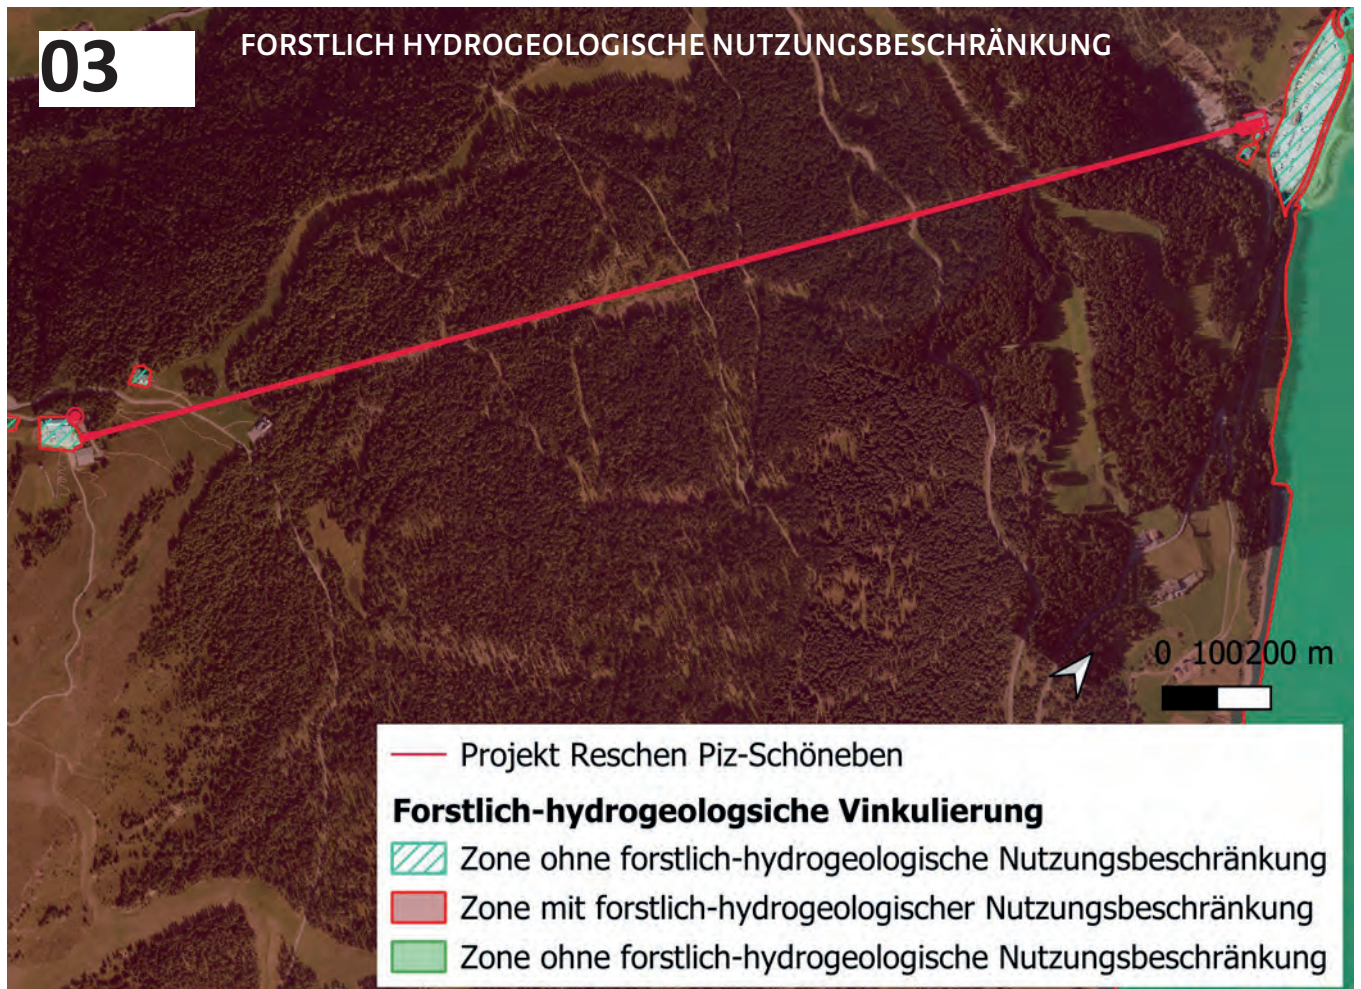 03
FORSTLICH HYDROGEOLOGISCHE NUTZUNGSBESCHRÄNKUNG
0 100200 m
Projekt Reschen Piz-Schöneben
Forstlich-hydrogeologsiche Vinkulierung
Zone ohne forstlich-hydrogeologische Nutzungsbeschränkung
Zone mit forstlich-hydrogeologischer Nutzungsbeschränkung
Zone ohne forstlich-hydrogeologische Nutzungsbeschränkung